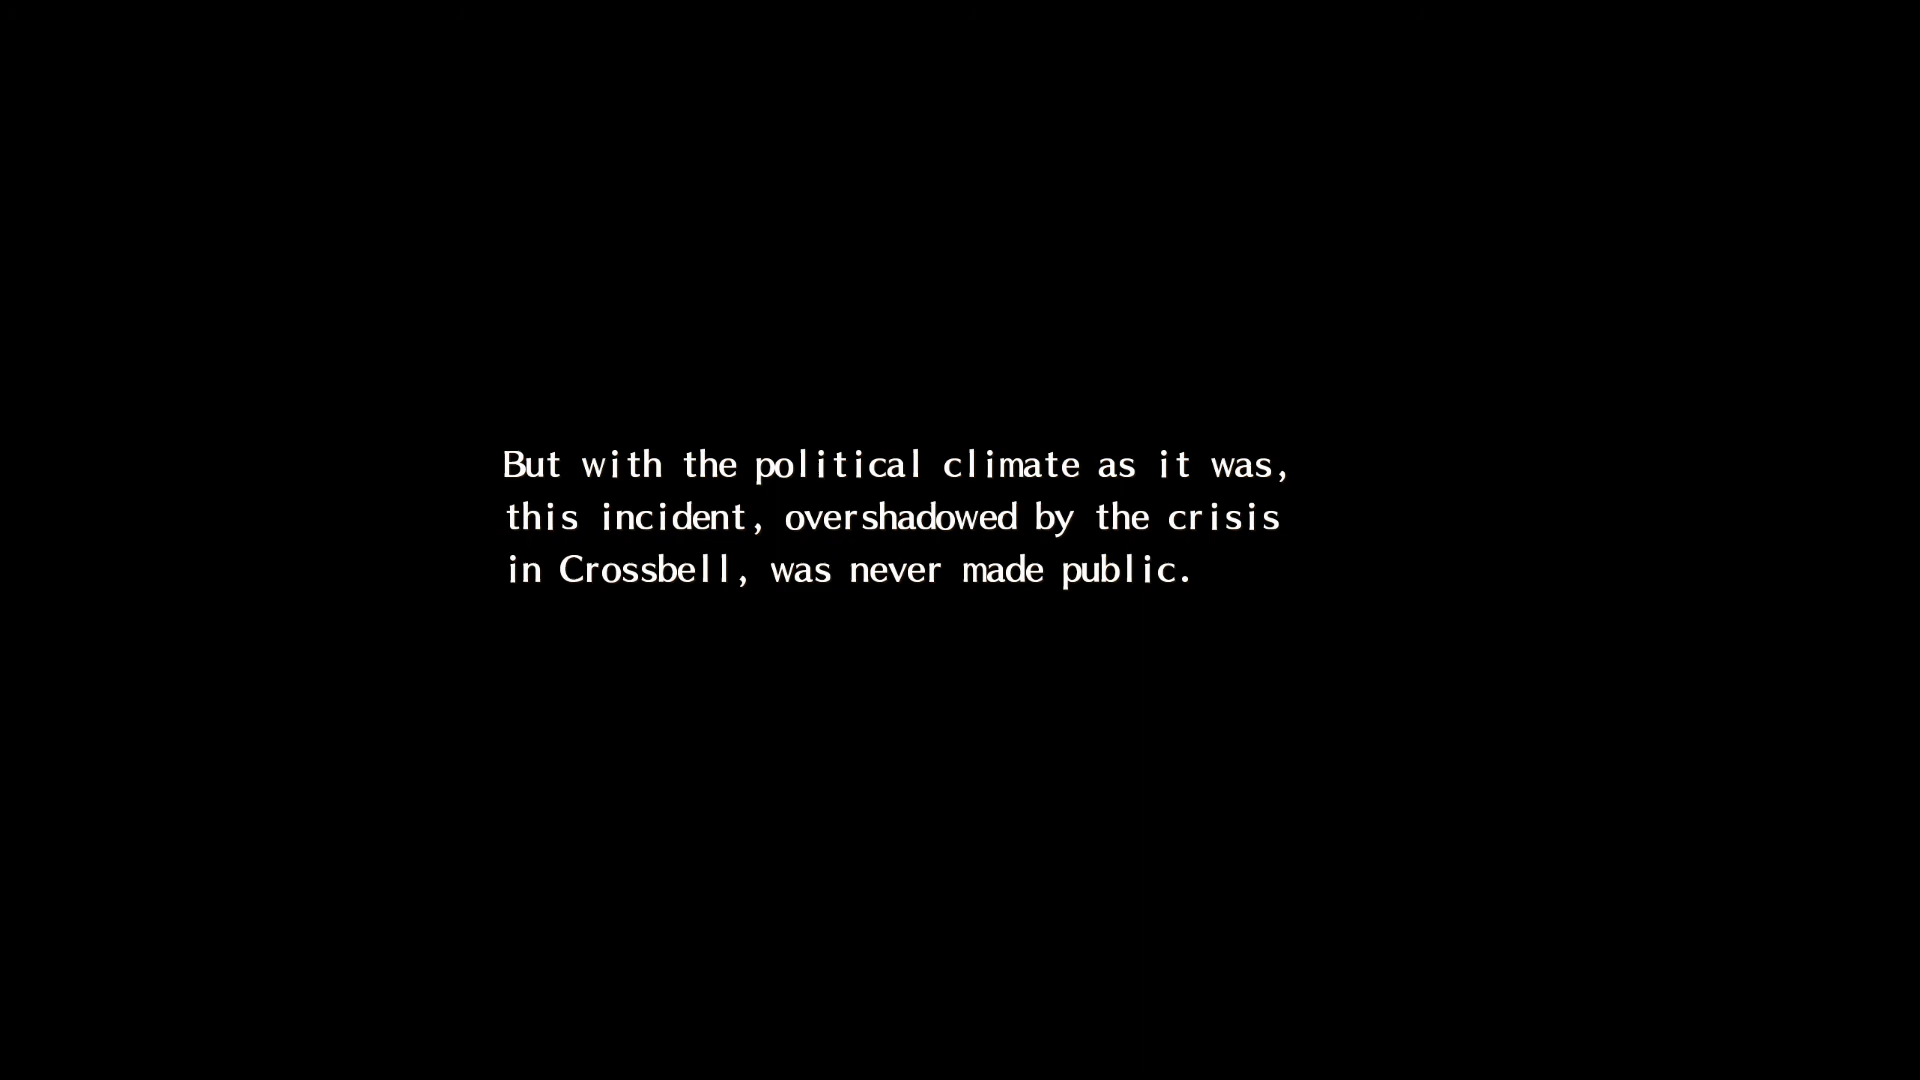 But with the political climate as it was,
this incident, overshadowed by the crisis
in Crossbell, was never made public.